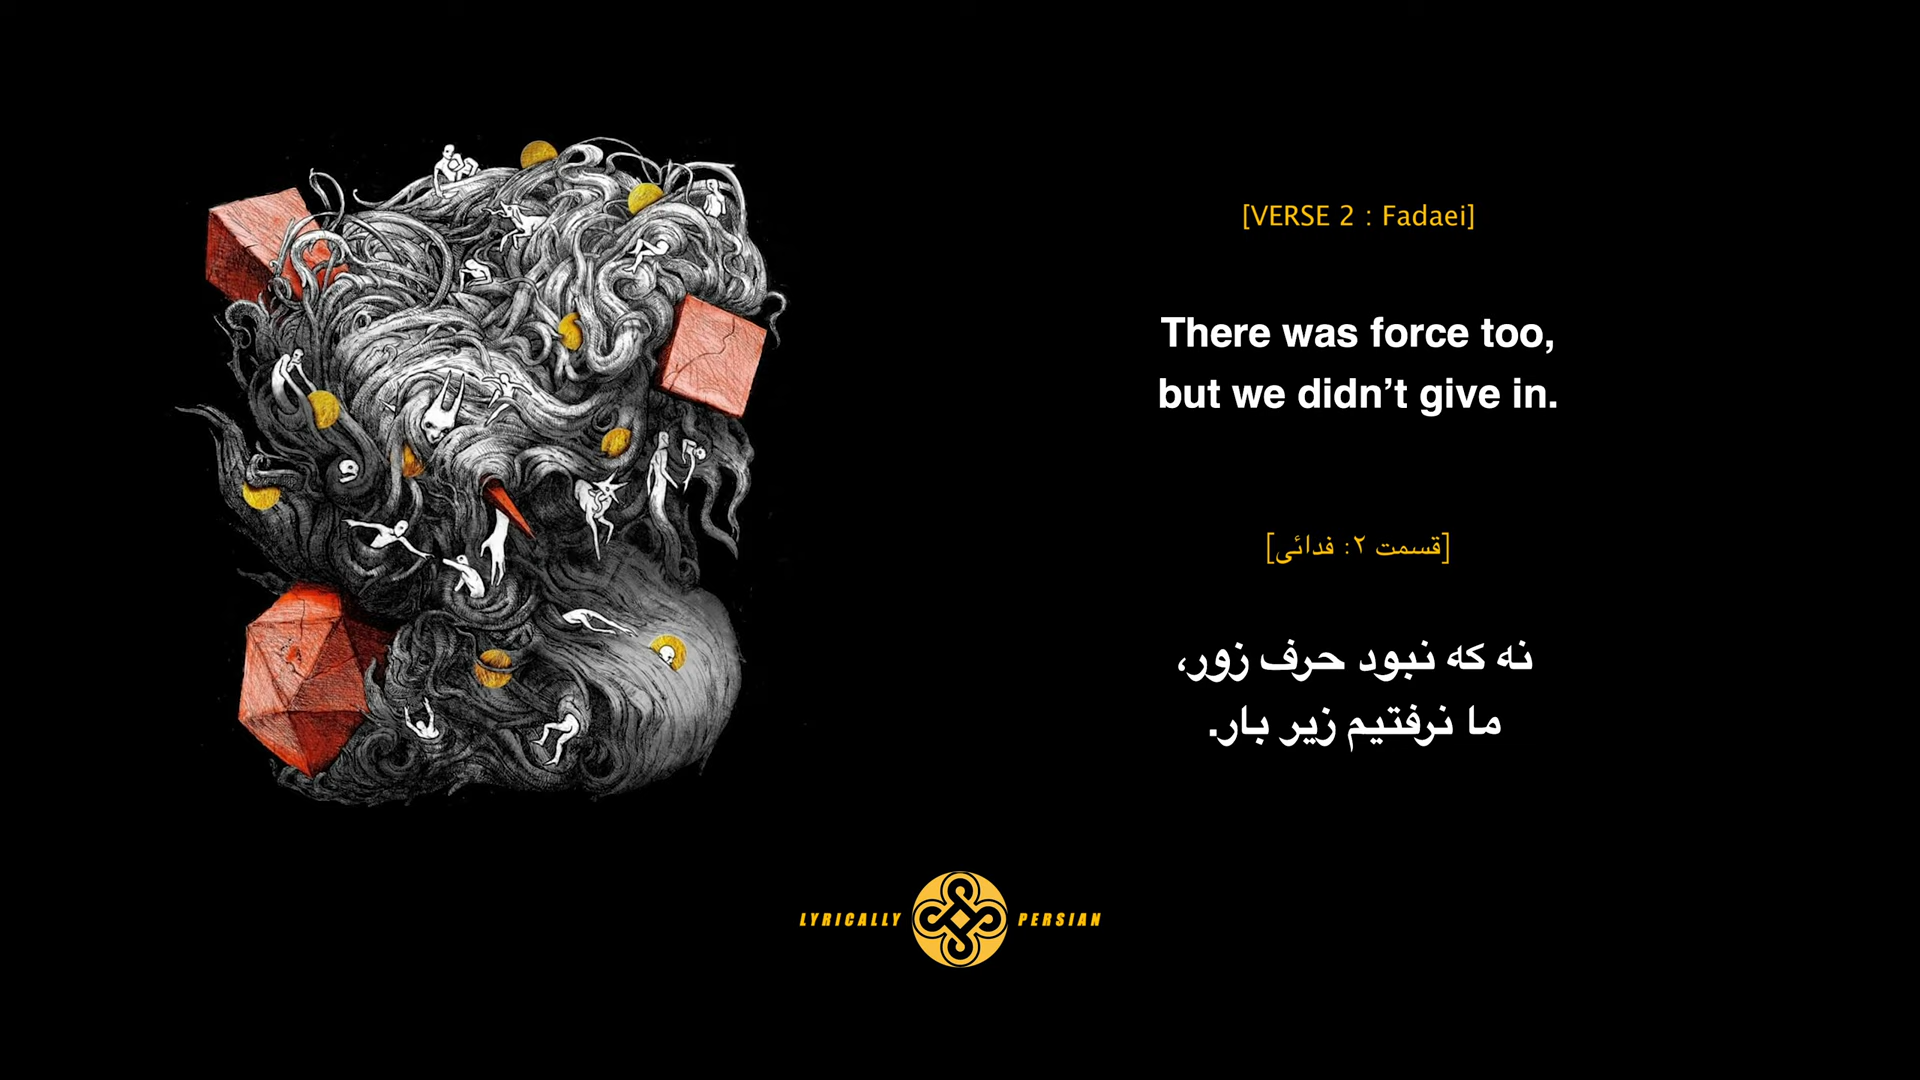 [VERSE 2 : Fadaei]
There was force too,
but we didn’t give in.
[قسمت ۲: فدائی]
نه که نبود حرف زور،
ما نرفتیم زیر بار.
LYRICALLY PERSIAN